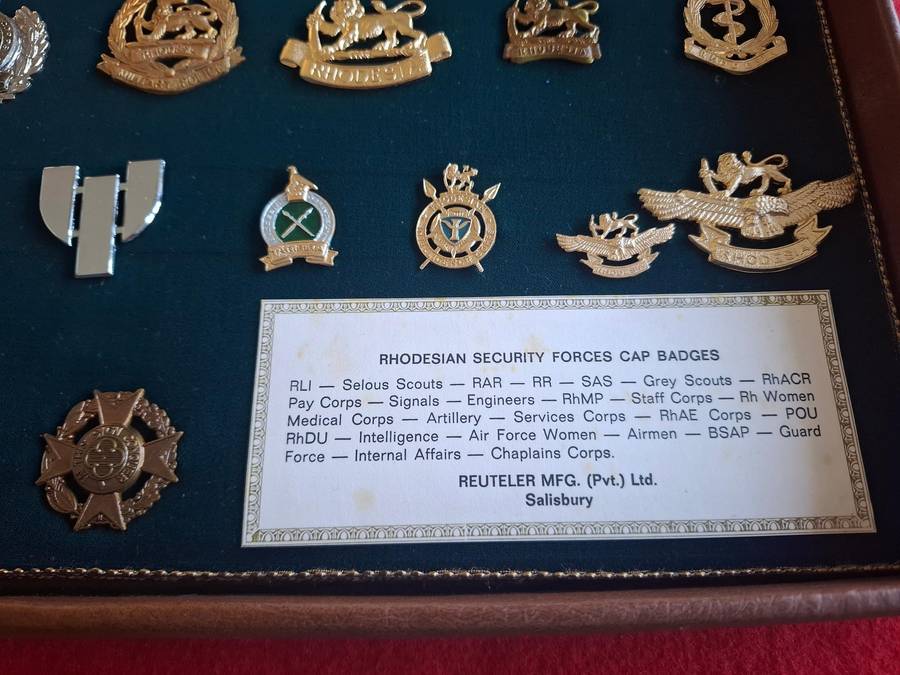 RHODESIA
RHODESIA
RHODESIA
RHODESIAN SECURITY FORCES CAP BADGES
RLI — Selous Scouts — RAR — RR — SAS — Grey Scouts — RhACR
Pay Corps — Signals — Engineers — RhMP — Staff Corps — Rh Women
Medical Corps — Artillery — Services Corps — RhAE Corps — POU
RhDU — Intelligence — Air Force Women — Airmen — BSAP — Guard
Force — Internal Affairs — Chaplains Corps.
REUTELER MFG. (Pvt.) Ltd.
Salisbury